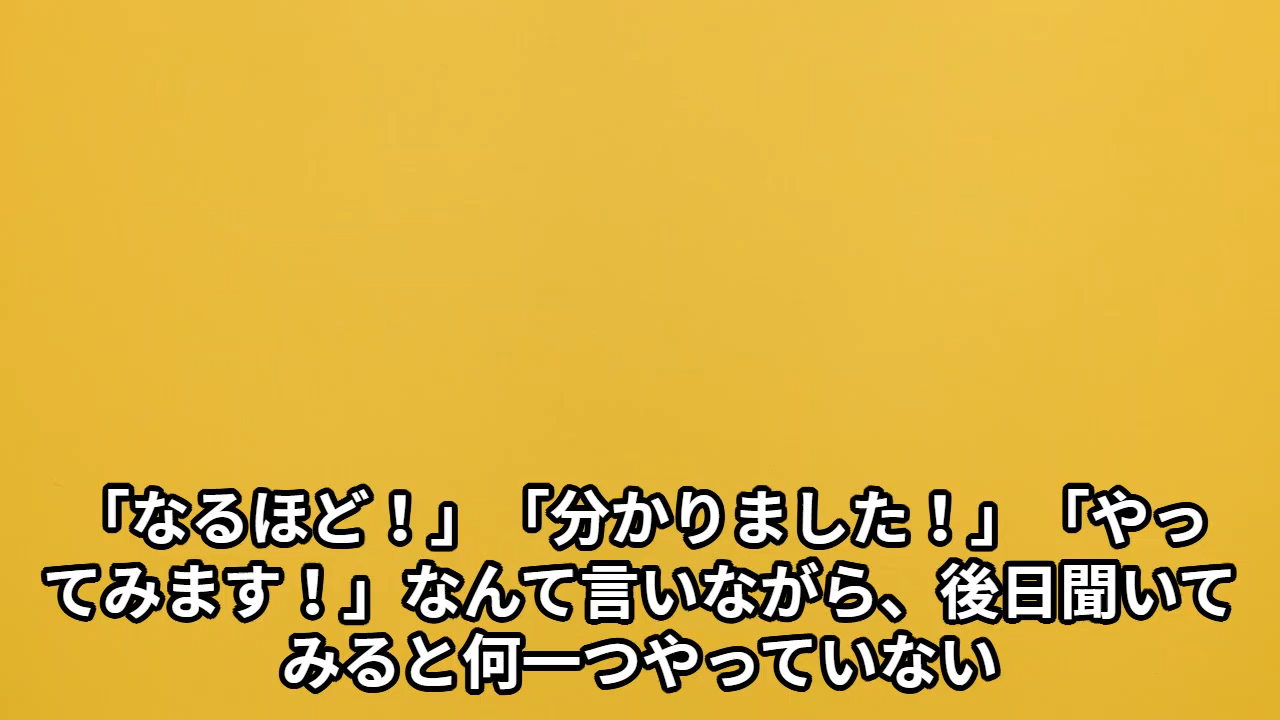 「なるほど！」「分かりました！」「やっ
てみます！」なんて言いながら、後日聞いて
みると何一つやっていない